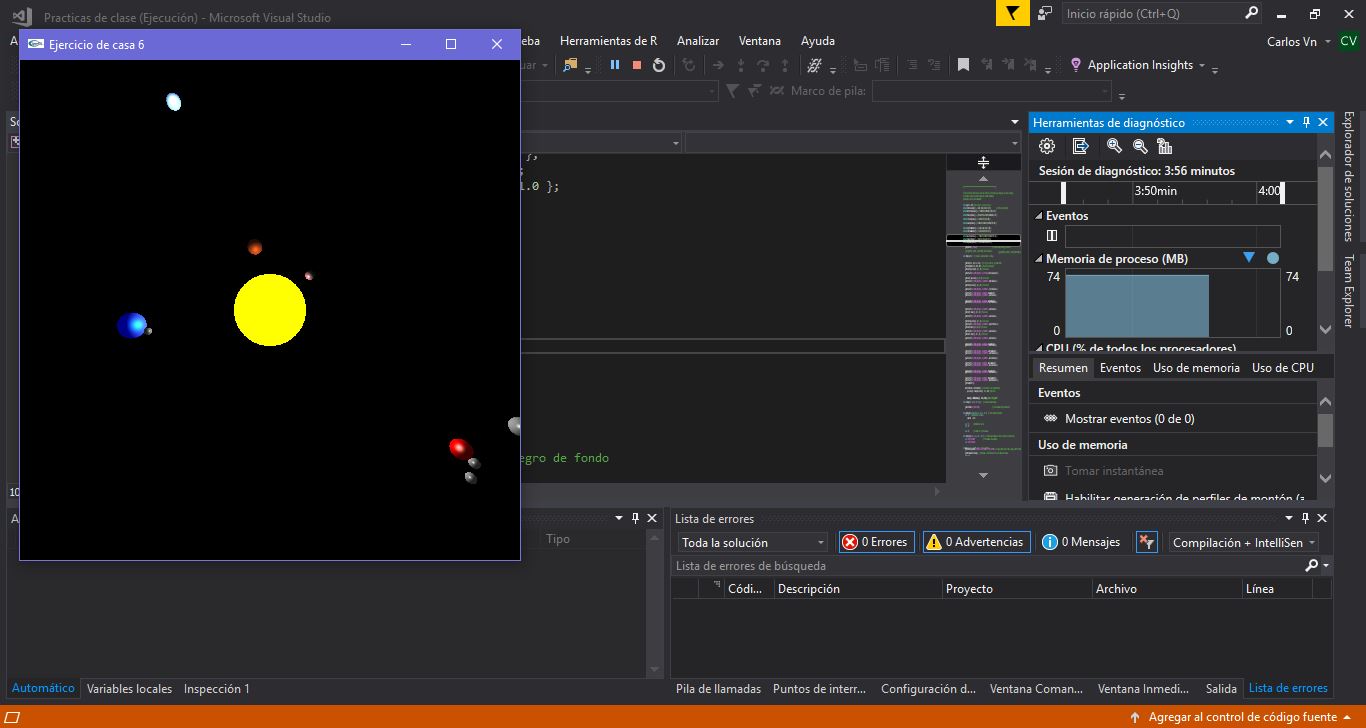 Practicas de clase (Ejecución) - Microsoft Visual Studio
Inicio rápido (Ctrl+Q)
Ejercicio de casa 6
eba Herramientas de R Analizar Ventana Ayuda
Carlos Vn CV
uar
Application Insights
Marco de pila:
};
;
1.0 };
egro de fondo
10
Herramientas de diagnóstico
Sesión de diagnóstico: 3:56 minutos
3:50min 4:00
Eventos
Memoria de proceso (MB)
74 74
0 0
CPU (% de todos los procesadores)
Resumen Eventos Uso de memoria Uso de CPU
Eventos
Mostrar eventos (0 de 0)
Uso de memoria
Tomar instantánea
Habilitar generación de perfiles de montón (a
Explorador de soluciones
Team Explorer
Tipo
Automático Variables locales Inspección 1
Lista de errores
Toda la solución 0 Errores 0 Advertencias 0 Mensajes Compilación + IntelliSen
Lista de errores de búsqueda
Códi... Descripción Proyecto Archivo Línea
Pila de llamadas Puntos de interr... Configuración d... Ventana Coman... Ventana Inmedi... Salida Lista de errores
Agregar al control de código fuente